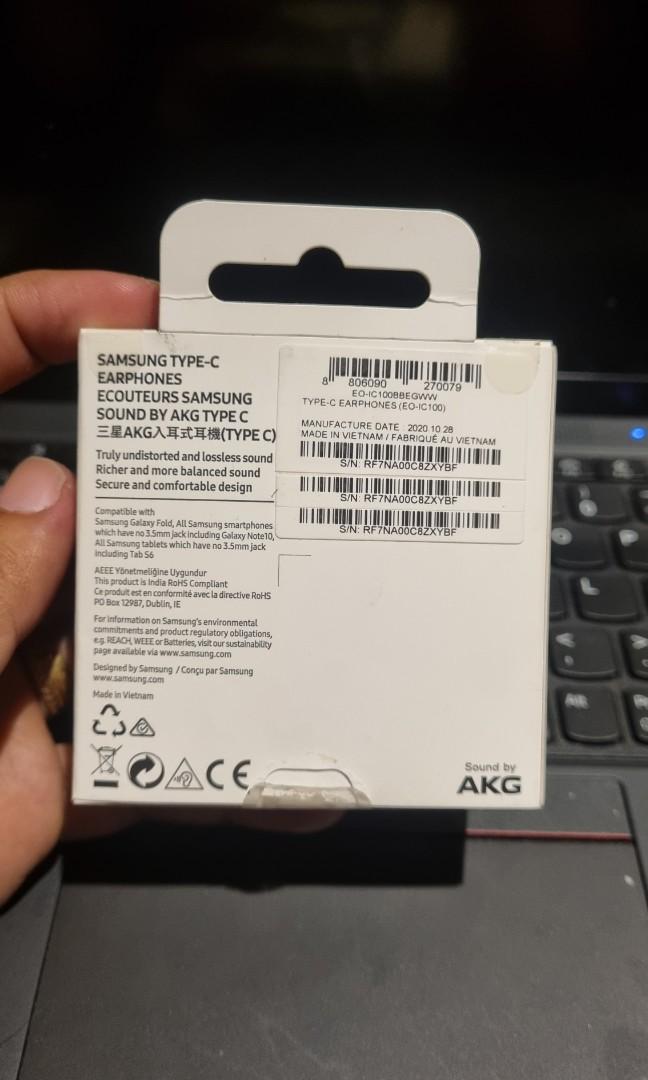 SAMSUNG TYPE-C
EARPHONES
ECOUTEURS SAMSUNG
SOUND BY AKG TYPE C
三星AKG入耳式耳機(TYPE C)
Truly undistorted and lossless sound
Richer and more balanced sound
Secure and comfortable design
Compatible with
Samsung Galaxy Fold, All Samsung smartphones
which have no 3.5mm jack including Galaxy Note10,
All Samsung tablets which have no 3.5mm jack
including Tab S6
AEEE Yönetmeliğine Uygundur
This product is India RoHS Compliant
Ce produit est en conformité avec la directive RoHS
PO Box 12987, Dublin, IE
For information on Samsung's environmental
commitments and product regulatory obligations,
e.g. REACH, WEEE or Batteries, visit our sustainability
page available via www.samsung.com
Designed by Samsung / Conçu par Samsung
www.samsung.com
Made in Vietnam
CE
8 806090 270079
EO-IC100BBEGWW
TYPE-C EARPHONES (EO-IC100)
MANUFACTURE DATE : 2020.10.28
MADE IN VIETNAM / FABRIQUÉ AU VIETNAM
S/N: RF7NA00C8ZXYBF
S/N: RF7NA00C8ZXYBF
S/N: RF7NA00C8ZXYBF
Sound by
AKG
L
Alt